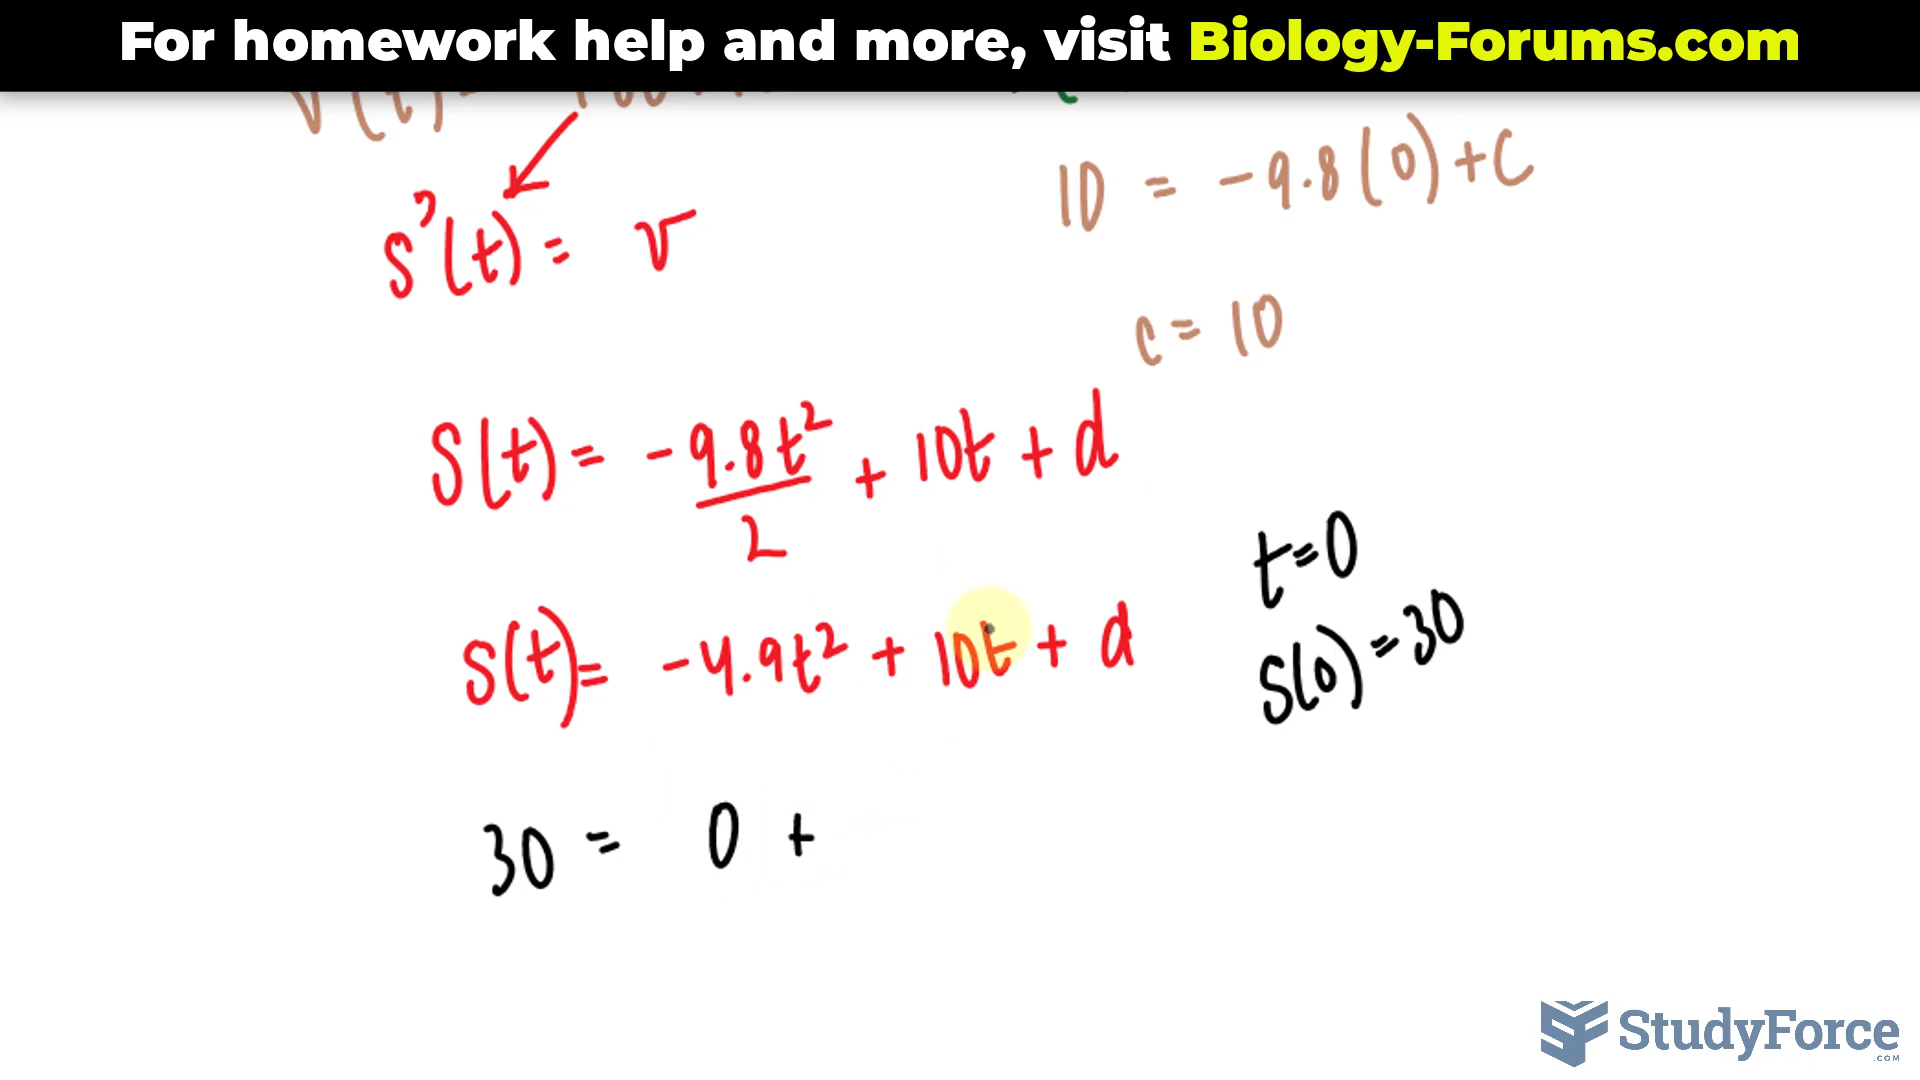 For homework help and more, visit Biology-Forums.com
v(t)
10 = -9.8(0)+C
s'(t) = v
c = 10
S(t) = -9.8t²/2 + 10t + d
t=0
S(t) = -4.9t² + 10t + d
S(0) = 30
30 = 0 +
StudyForce
.COM